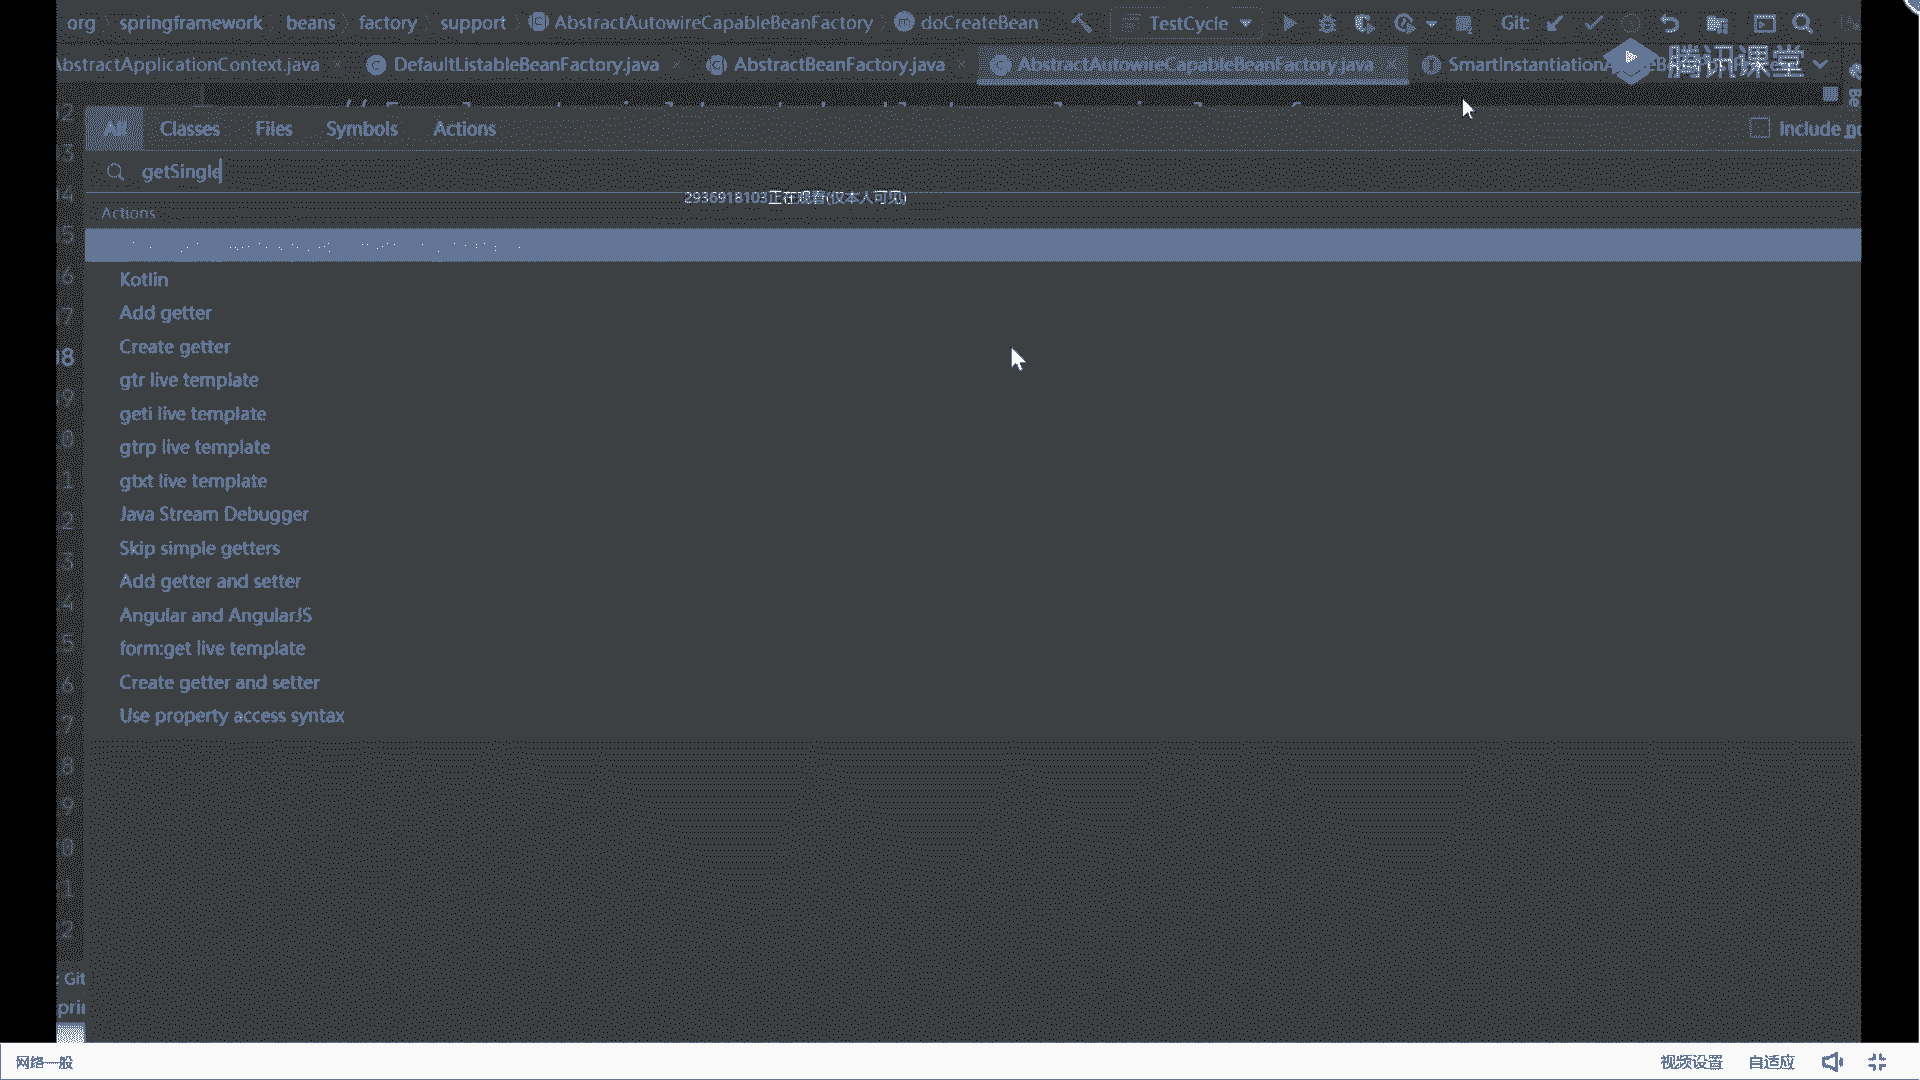 org springframework beans factory support AbstractAutowireCapableBeanFactory doCreateBean TestCycle Git:
AbstractApplicationContext.java DefaultListableBeanFactory.java AbstractBeanFactory.java AbstractAutowireCapableBeanFactory.java SmartInstantiation
腾讯课堂
All Classes Files Symbols Actions Include
getSingle
2936918103正在观看(仅本人可见)
Actions
Kotlin
Add getter
Create getter
gtr live template
geti live template
gtrp live template
gtxt live template
Java Stream Debugger
Skip simple getters
Add getter and setter
Angular and AngularJS
form:get live template
Create getter and setter
Use property access syntax
: Git
网络一般 视频设置 自适应